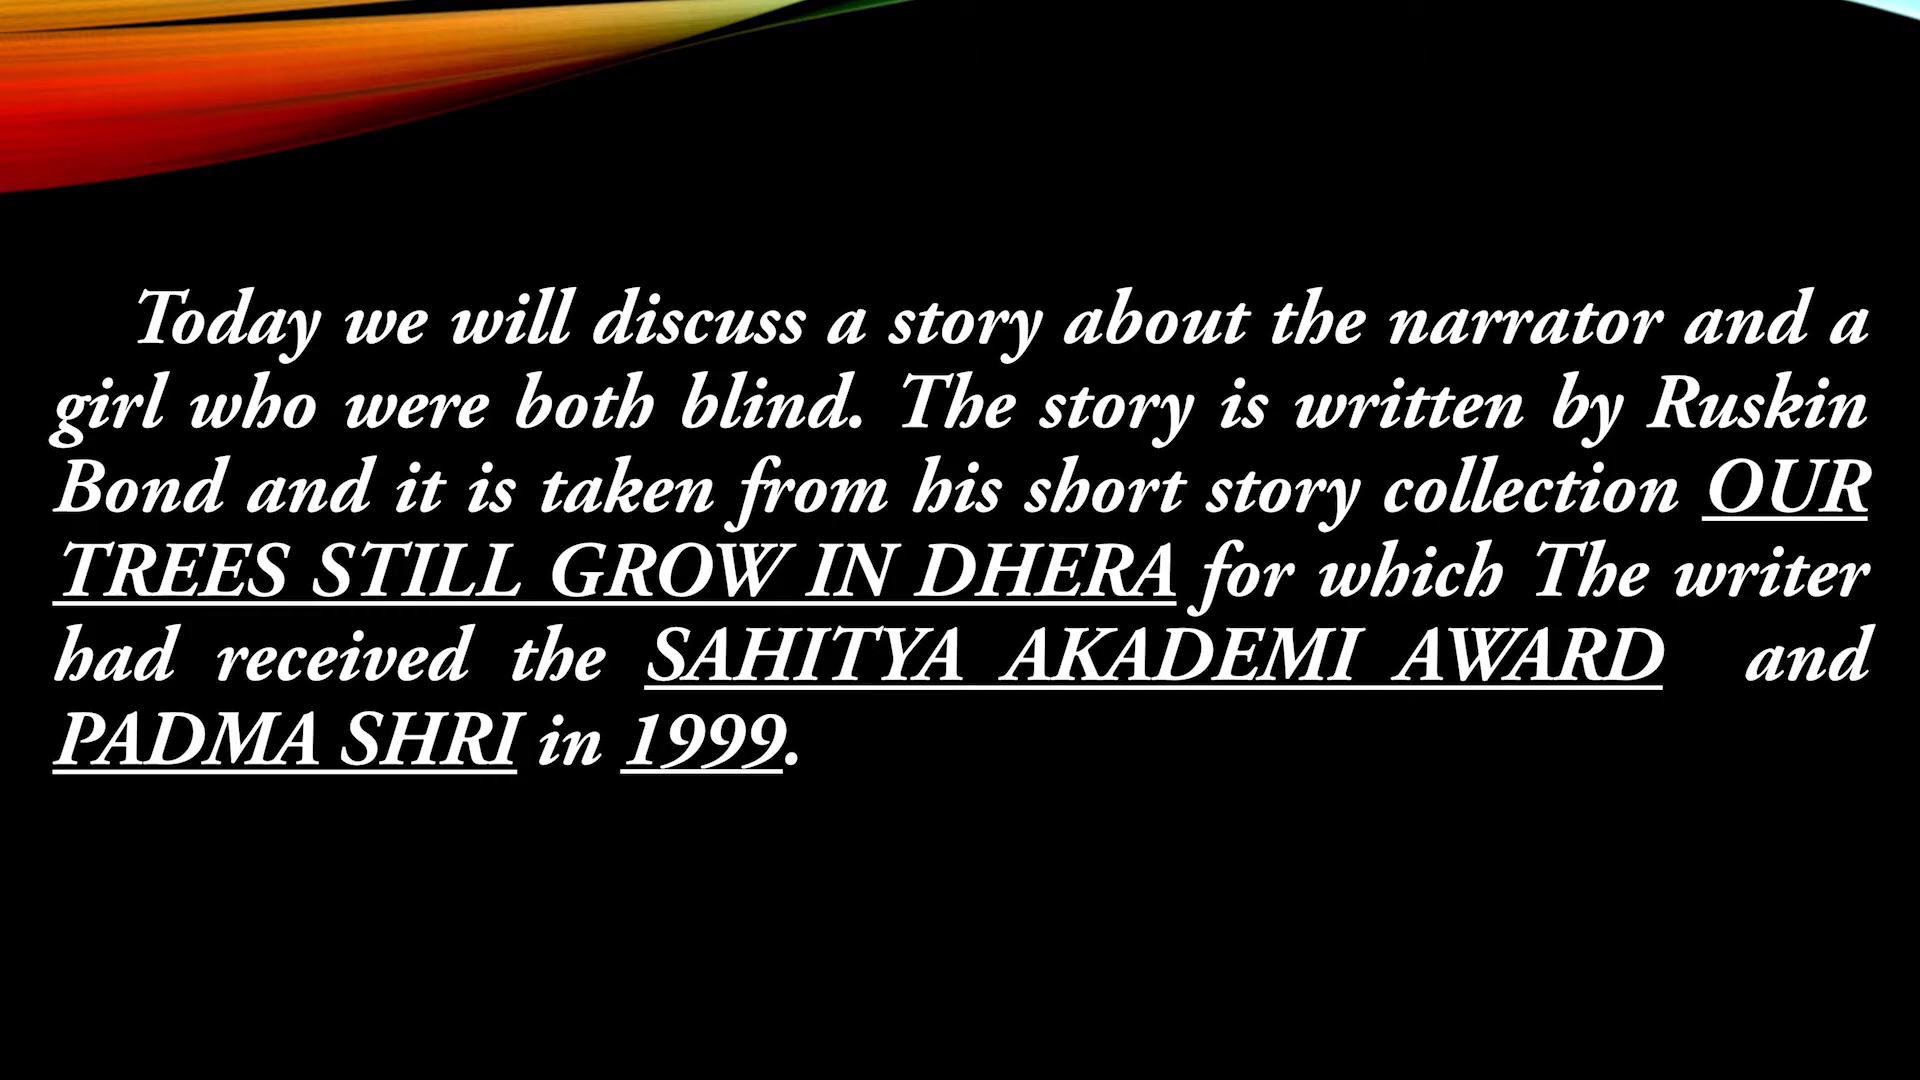 Today we will discuss a story about the narrator and a
girl who were both blind. The story is written by Ruskin
Bond and it is taken from his short story collection OUR
TREES STILL GROW IN DHERA for which The writer
had received the SAHITYA AKADEMI AWARD and
PADMA SHRI in 1999.